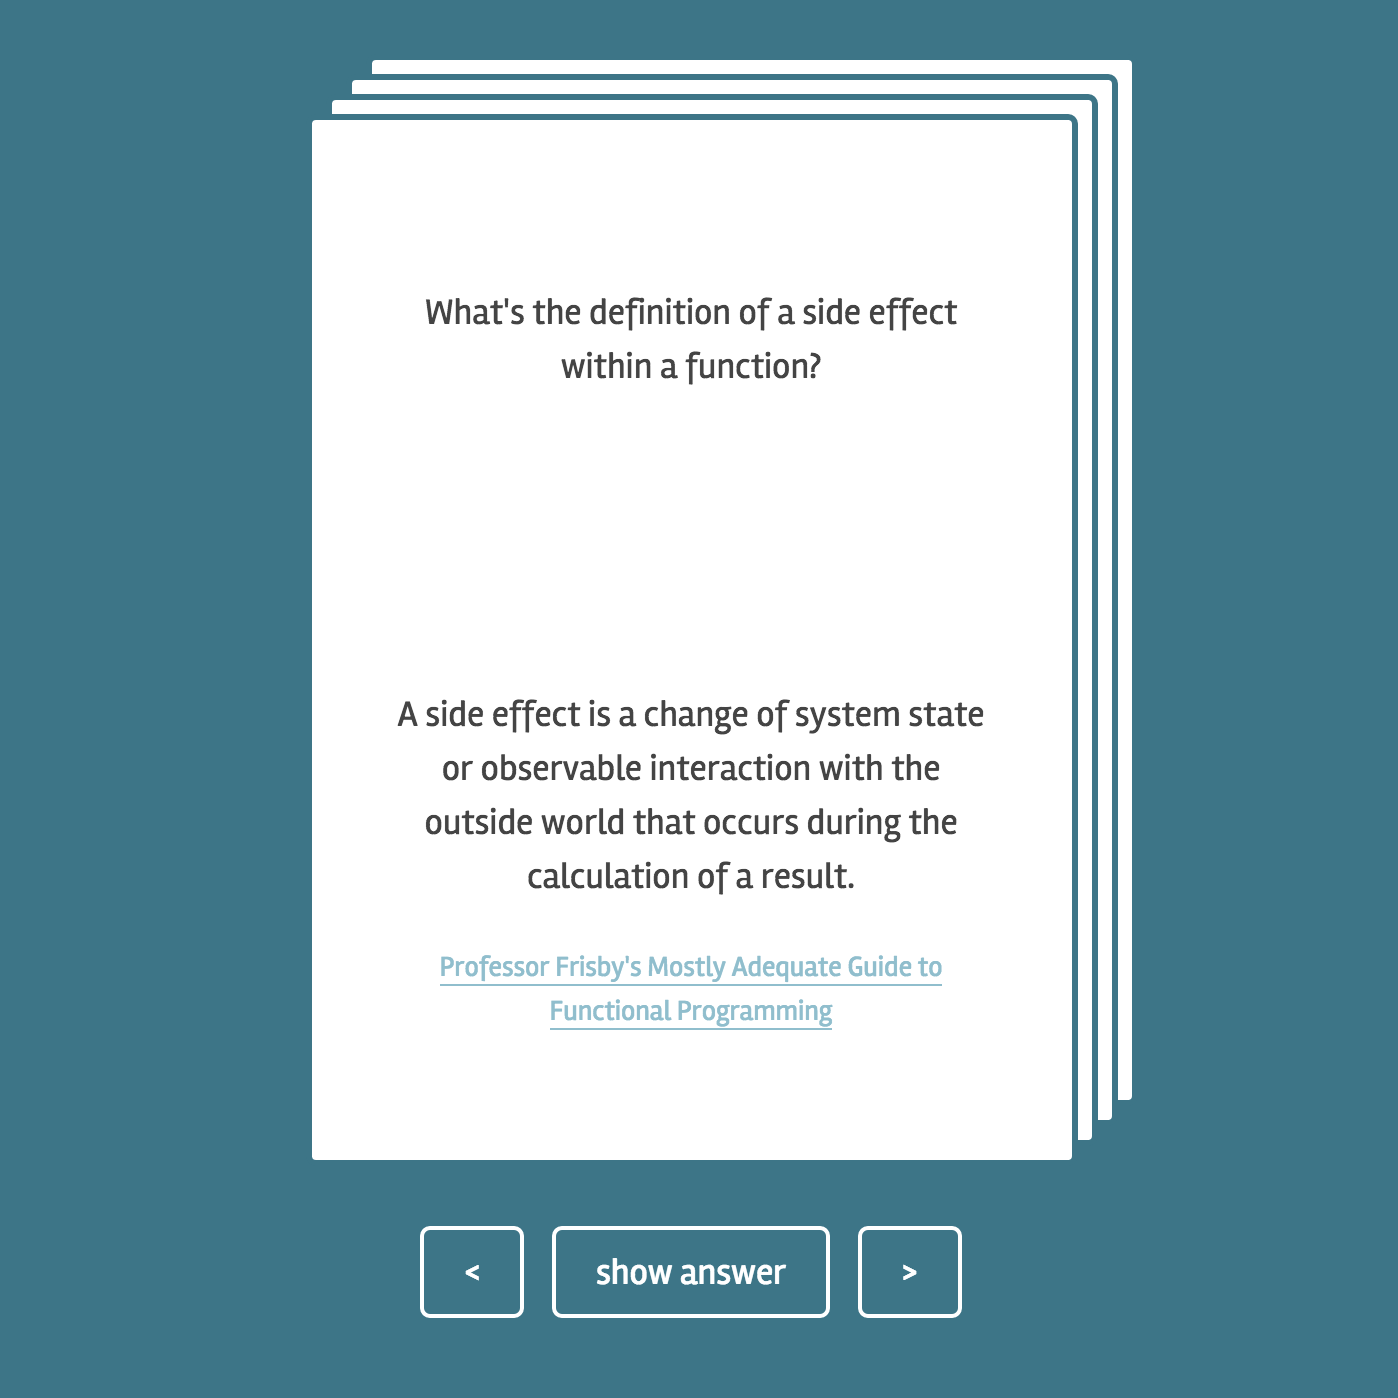 What's the definition of a side effect
within a function?
A side effect is a change of system state
or observable interaction with the
outside world that occurs during the
calculation of a result.
Professor Frisby's Mostly Adequate Guide to
Functional Programming
< show answer >